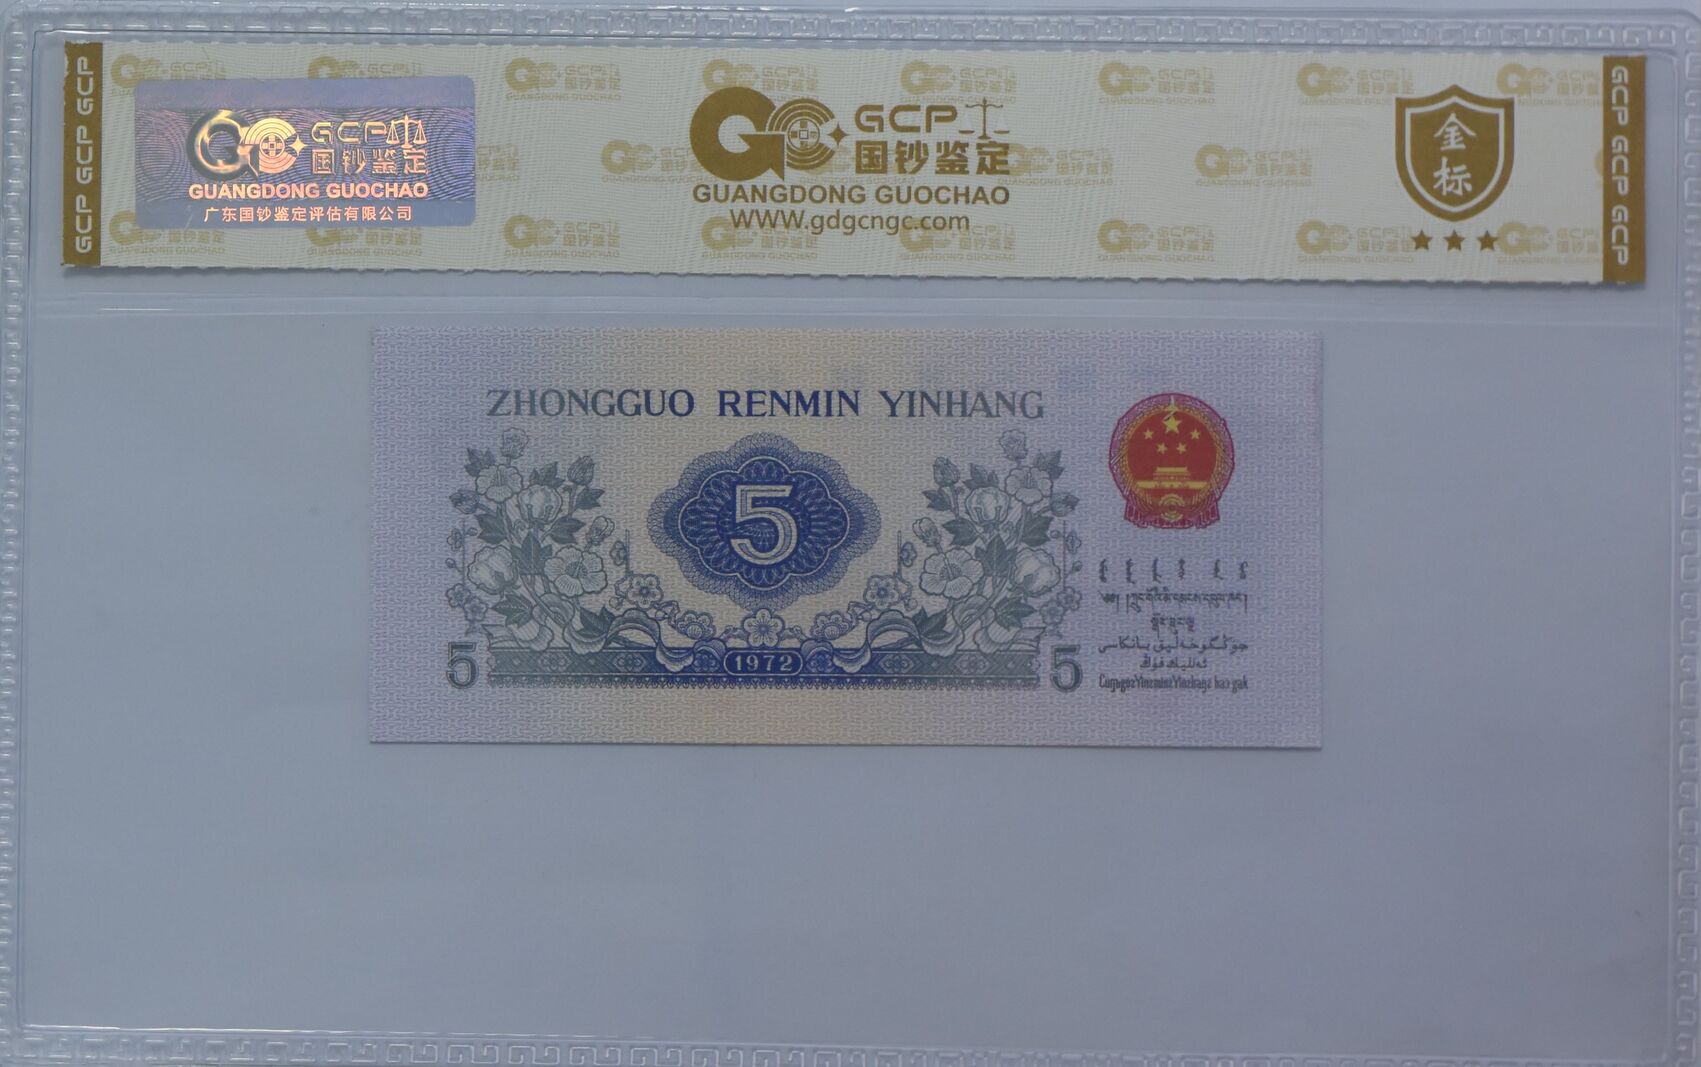 GCP GCP GCP
GCP
国钞鉴定
GUANGDONG GUOCHAO
广东国钞鉴定评估有限公司
GCP
国钞鉴定
GUANGDONG GUOCHAO
WWW.gdgcngc.com
金标
GCP GCP GCP
ZHONGGUO RENMIN YINHANG
5
5
1972
5
جۇڭگوخەلىق بانكىسى